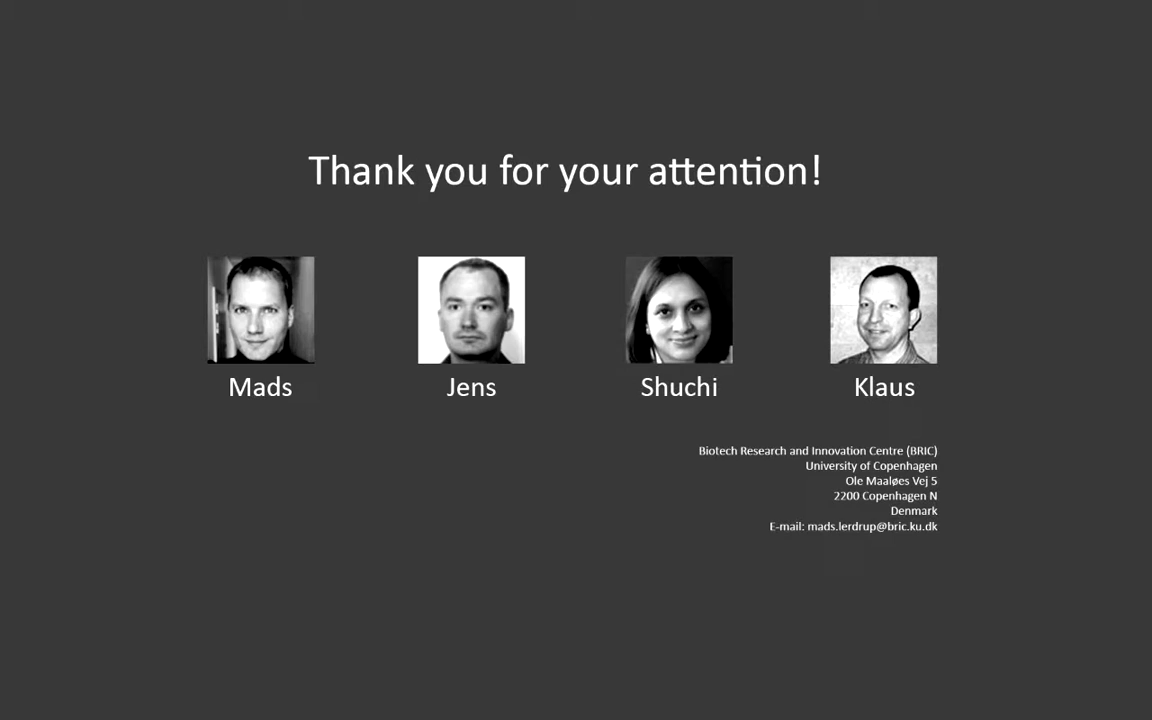 Thank you for your attention!
Mads
Jens
Shuchi
Klaus
Biotech Research and Innovation Centre (BRIC)
University of Copenhagen
Ole Maaløes Vej 5
2200 Copenhagen N
Denmark
E-mail: mads.lerdrup@bric.ku.dk